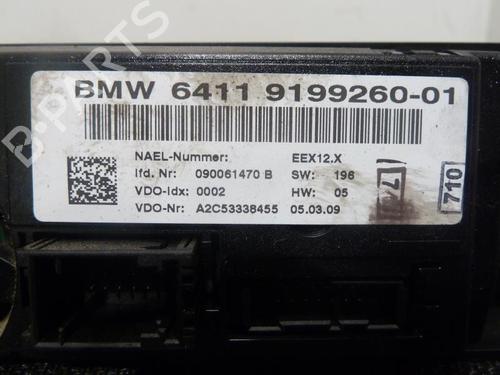 BMW 6411 9199260-01
NAEL-Nummer: EEX12.X
lfd. Nr: 090061470 B SW: 196
VDO-Idx: 0002 HW: 05
VDO-Nr: A2C53338455 05.03.09
710
B-PARTS